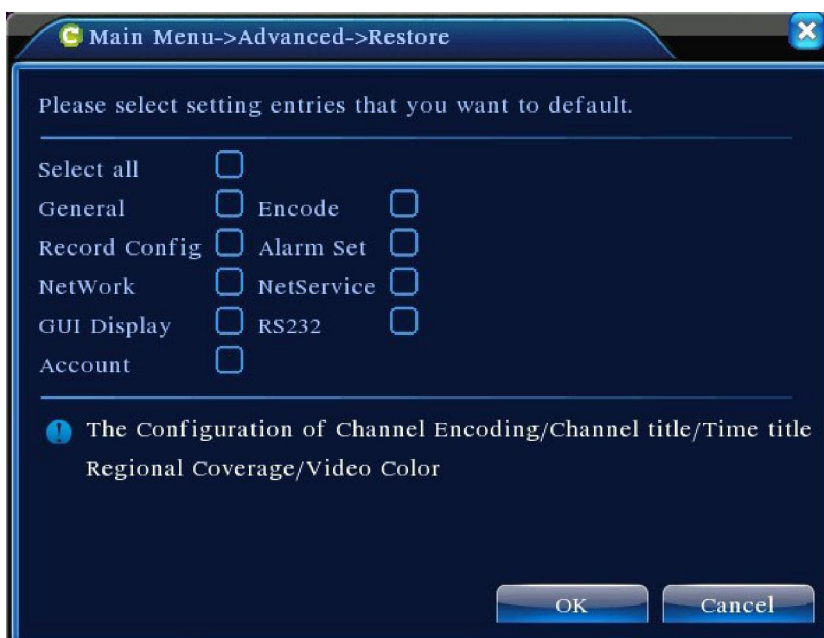 Main Menu->Advanced->Restore
Please select setting entries that you want to default.
Select all
General Encode
Record Config Alarm Set
NetWork NetService
GUI Display RS232
Account
The Configuration of Channel Encoding/Channel title/Time title
Regional Coverage/Video Color
OK Cancel